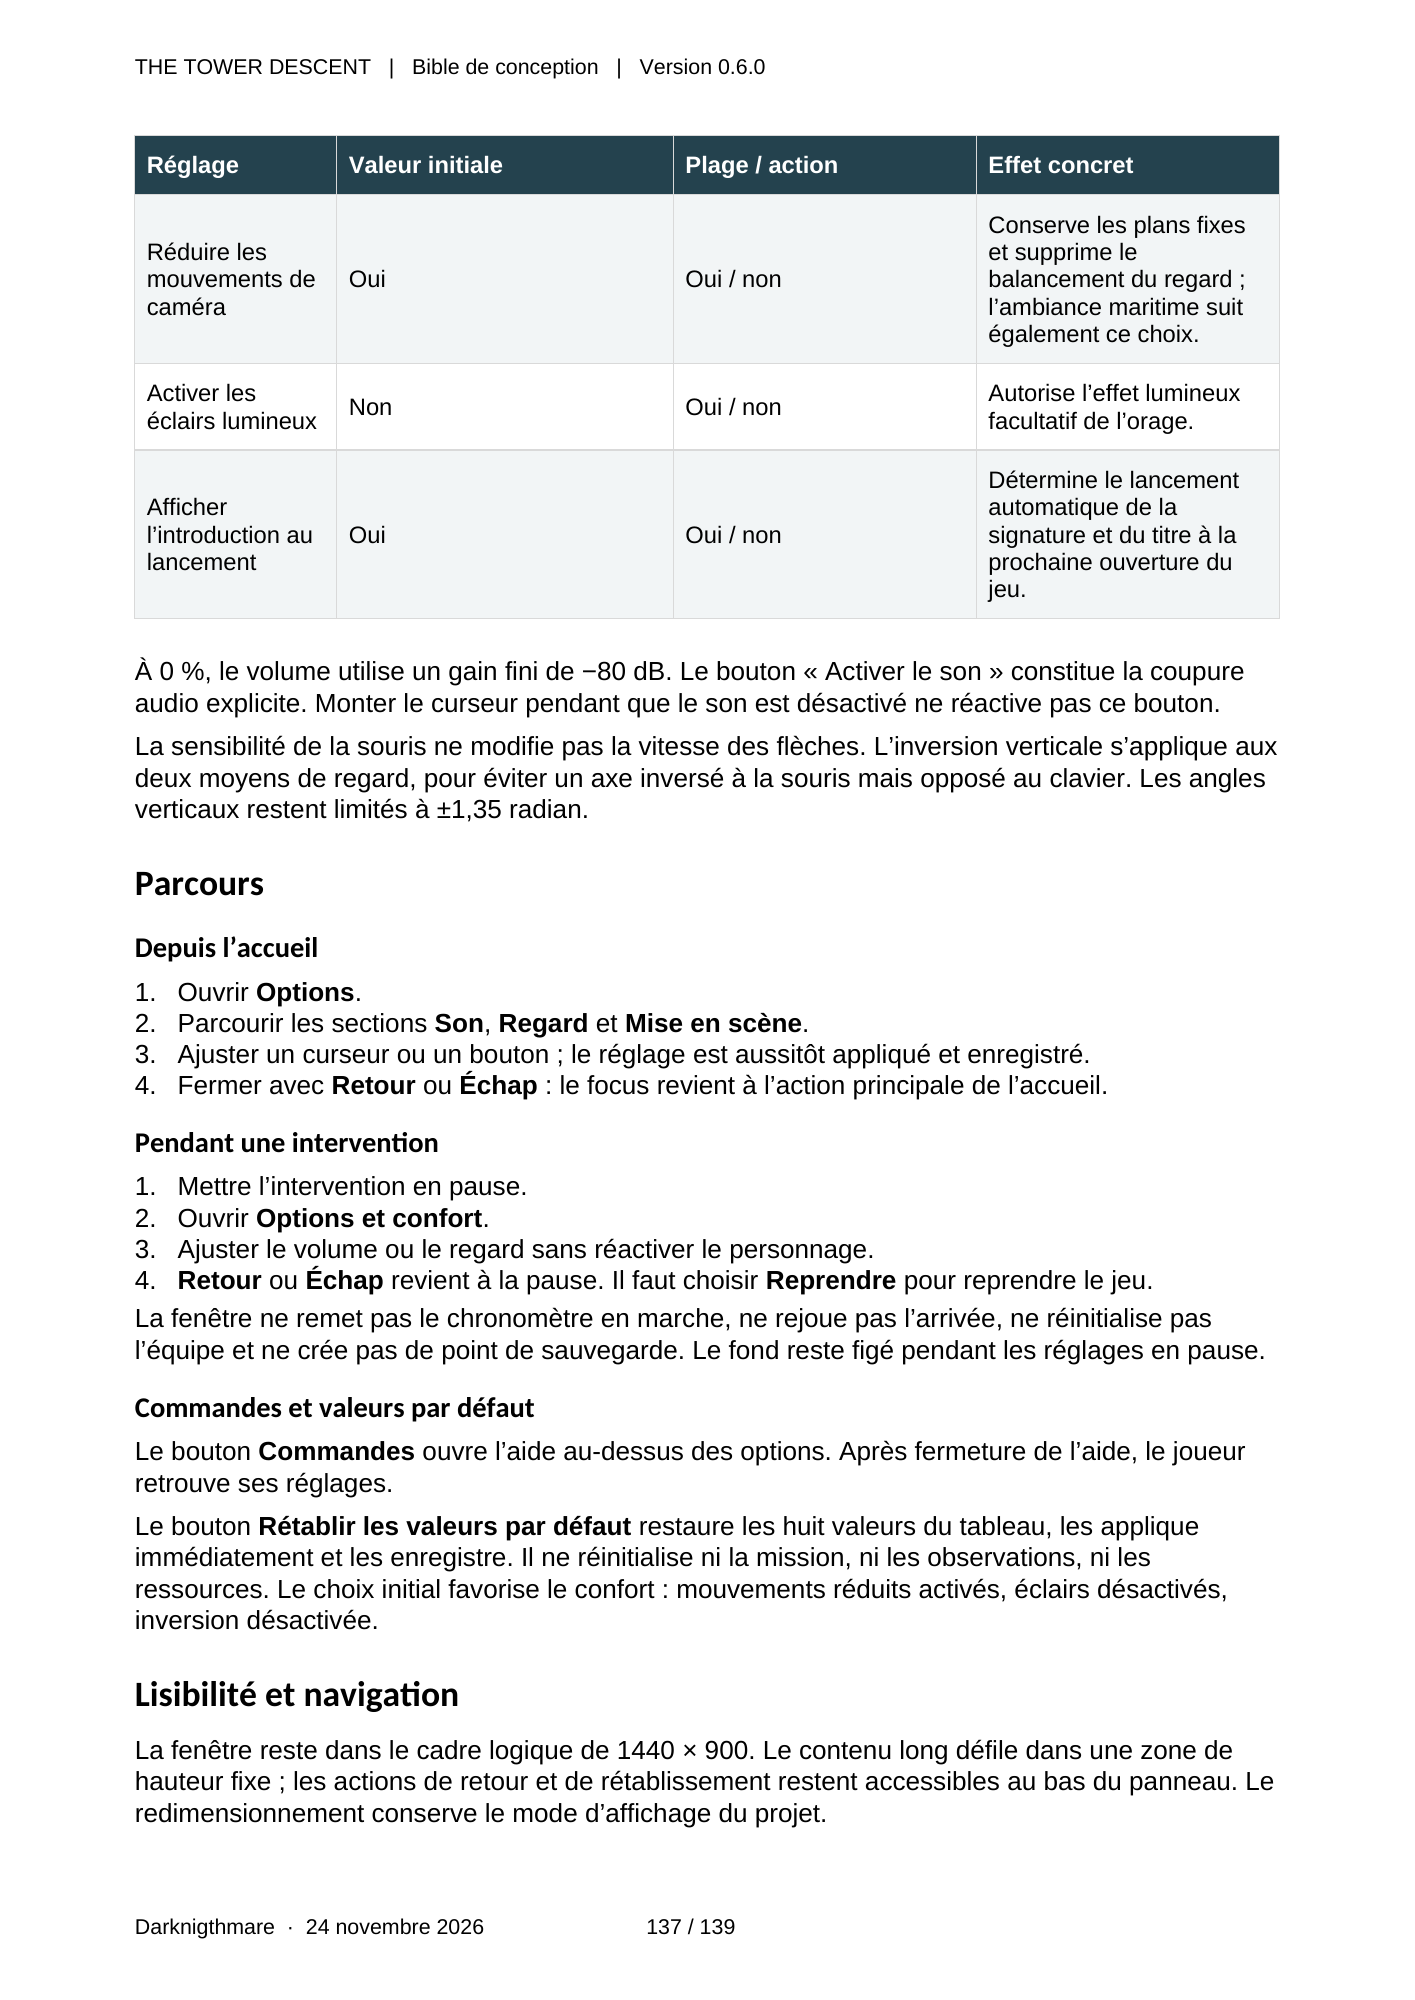 THE TOWER DESCENT | Bible de conception | Version 0.6.0
Réglage
Valeur initiale
Plage / action
Effet concret
Réduire les
mouvements de
caméra
Oui
Oui / non
Conserve les plans fixes
et supprime le
balancement du regard ;
l’ambiance maritime suit
également ce choix.
Activer les
éclairs lumineux
Non
Oui / non
Autorise l’effet lumineux
facultatif de l’orage.
Afficher
l’introduction au
lancement
Oui
Oui / non
Détermine le lancement
automatique de la
signature et du titre à la
prochaine ouverture du
jeu.
À 0 %, le volume utilise un gain fini de −80 dB. Le bouton « Activer le son » constitue la coupure
audio explicite. Monter le curseur pendant que le son est désactivé ne réactive pas ce bouton.
La sensibilité de la souris ne modifie pas la vitesse des flèches. L’inversion verticale s’applique aux
deux moyens de regard, pour éviter un axe inversé à la souris mais opposé au clavier. Les angles
verticaux restent limités à ±1,35 radian.
Parcours
Depuis l’accueil
1. Ouvrir Options.
2. Parcourir les sections Son, Regard et Mise en scène.
3. Ajuster un curseur ou un bouton ; le réglage est aussitôt appliqué et enregistré.
4. Fermer avec Retour ou Échap : le focus revient à l’action principale de l’accueil.
Pendant une intervention
1. Mettre l’intervention en pause.
2. Ouvrir Options et confort.
3. Ajuster le volume ou le regard sans réactiver le personnage.
4. Retour ou Échap revient à la pause. Il faut choisir Reprendre pour reprendre le jeu.
La fenêtre ne remet pas le chronomètre en marche, ne rejoue pas l’arrivée, ne réinitialise pas
l’équipe et ne crée pas de point de sauvegarde. Le fond reste figé pendant les réglages en pause.
Commandes et valeurs par défaut
Le bouton Commandes ouvre l’aide au-dessus des options. Après fermeture de l’aide, le joueur
retrouve ses réglages.
Le bouton Rétablir les valeurs par défaut restaure les huit valeurs du tableau, les applique
immédiatement et les enregistre. Il ne réinitialise ni la mission, ni les observations, ni les
ressources. Le choix initial favorise le confort : mouvements réduits activés, éclairs désactivés,
inversion désactivée.
Lisibilité et navigation
La fenêtre reste dans le cadre logique de 1440 × 900. Le contenu long défile dans une zone de
hauteur fixe ; les actions de retour et de rétablissement restent accessibles au bas du panneau. Le
redimensionnement conserve le mode d’affichage du projet.
Darknigthmare · 24 novembre 2026
137 / 139